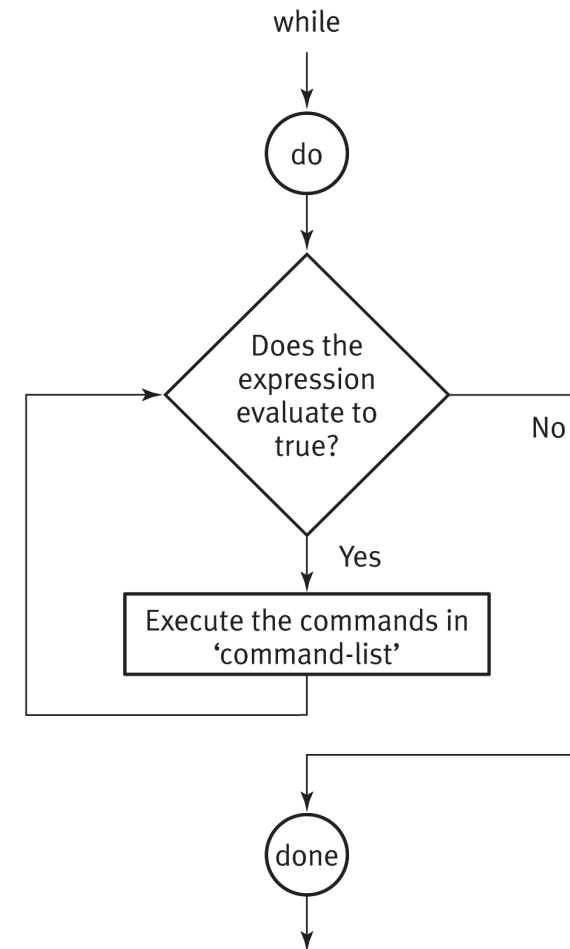 while
do
Does the
expression
evaluate to
true?
No
Yes
Execute the commands in
‘command-list’
done